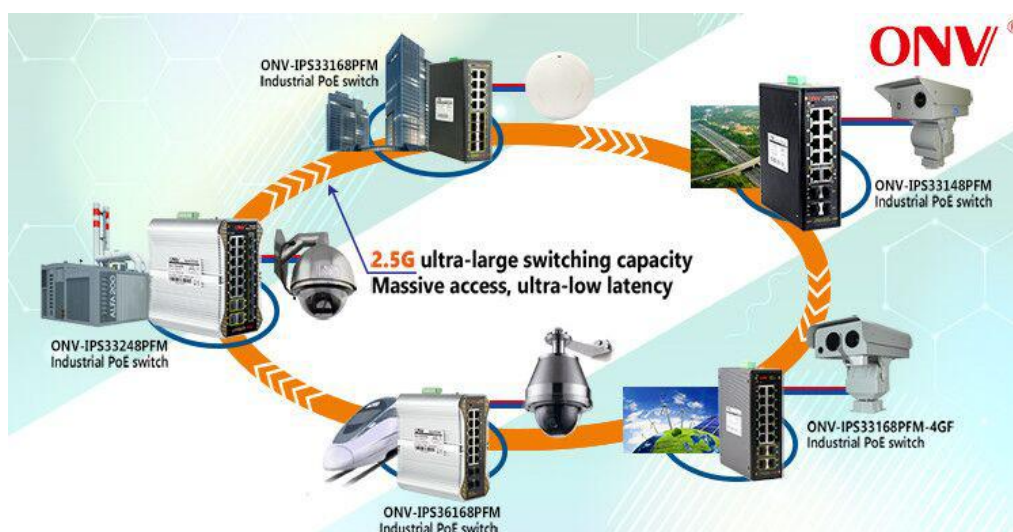 ONV-IPS33168PFM
Industrial PoE switch
ONV®
ONV-IPS33148PFM
Industrial PoE switch
2.5G ultra-large switching capacity
Massive access, ultra-low latency
ONV-IPS33248PFM
Industrial PoE switch
ONV-IPS33168PFM-4GF
Industrial PoE switch
ONV-IPS36168PFM
Industrial PoE switch